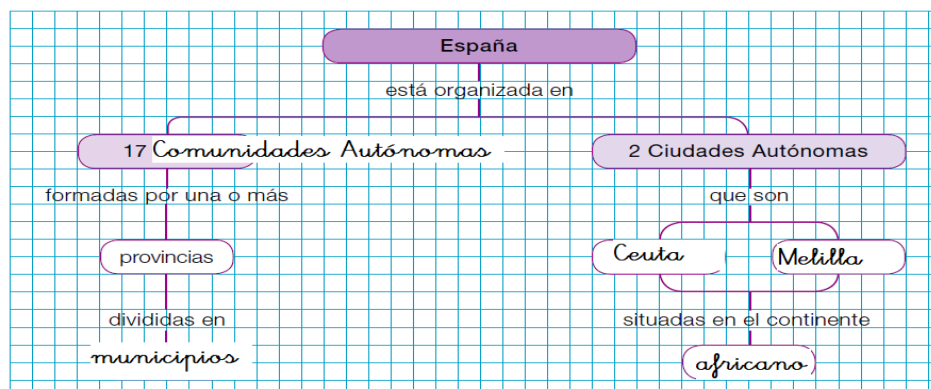 España
está organizada en
17 Comunidades Autónomas
2 Ciudades Autónomas
formadas por una o más
que son
provincias
Ceuta
Melilla
divididas en
situadas en el continente
municipios
africano